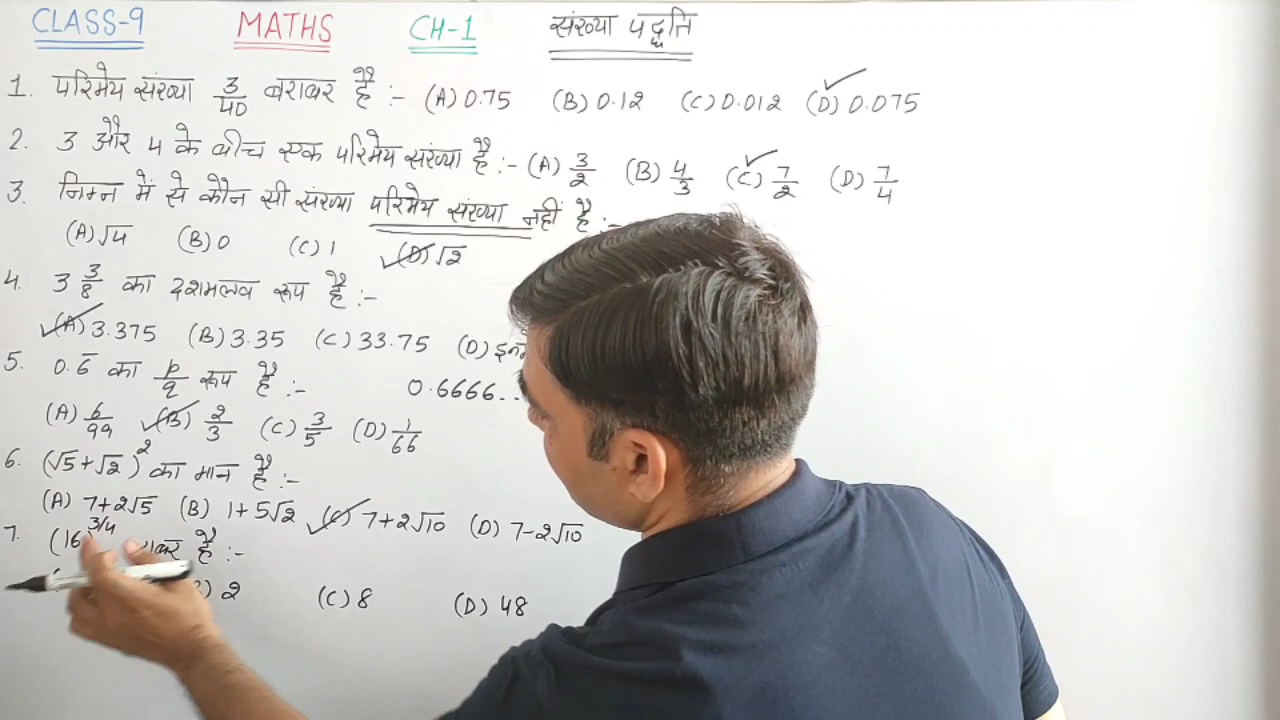 CLASS-9 MATHS CH-1 संख्या पद्धति
1. परिमेय संख्या 3/40 बराबर है :- (A) 0.75 (B) 0.12 (C) 0.012 (D) 0.075
2. 3 और 4 के बीच एक परिमेय संख्या है :- (A) 3/2 (B) 4/3 (C) 7/2 (D) 7/4
3. निम्न में से कौन सी संख्या परिमेय संख्या नहीं है :-
(A) √4 (B) 0 (C) 1 (D) √2
4. 3 3/8 का दशमलव रूप है :-
(A) 3.375 (B) 3.35 (C) 33.75 (D)
5. 0.6̅ का p/q रूप है :- 0.6666..
(A) 6/99 (B) 2/3 (C) 3/5 (D) 1/66
6. (√5+√2)² का मान है :-
(A) 7+2√5 (B) 1+5√2 (C) 7+2√10 (D) 7-2√10
7. (16)^3/4 है :-
(B) 2 (C) 8 (D) 48